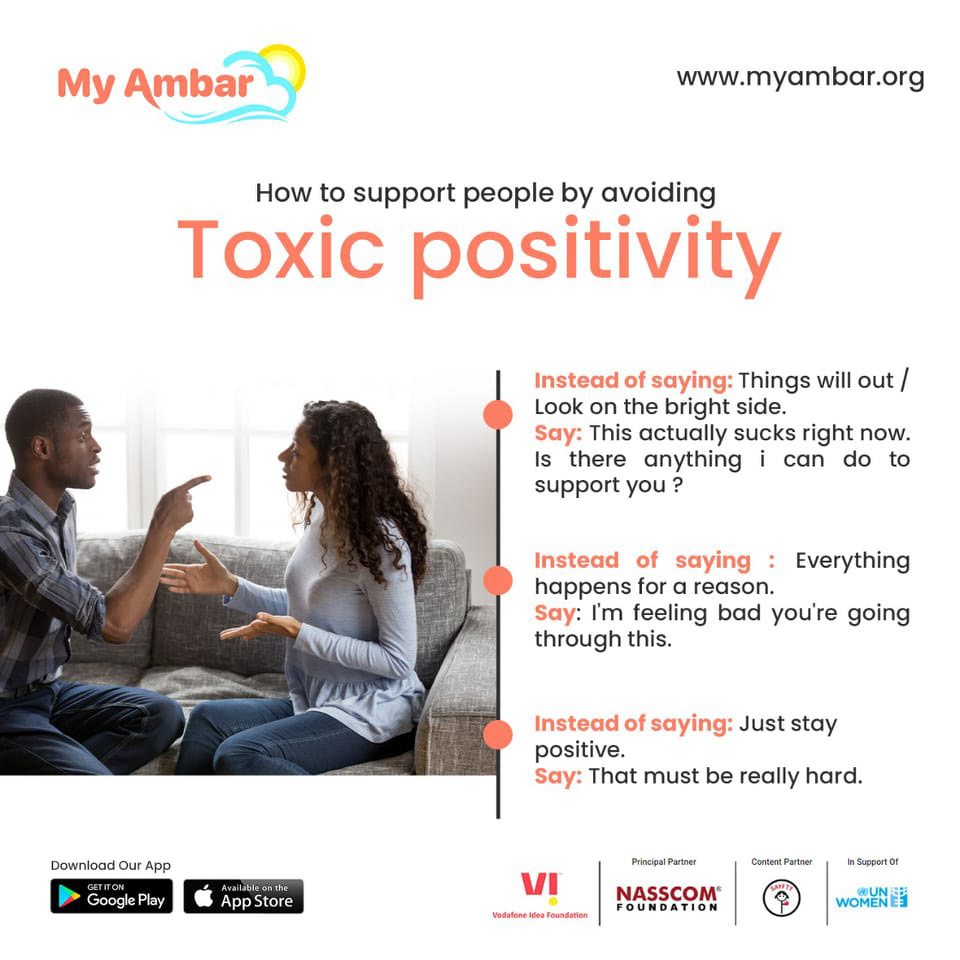 My Ambar
www.myambar.org
How to support people by avoiding
Toxic positivity
Instead of saying: Things will out /
Look on the bright side.
Say: This actually sucks right now.
Is there anything i can do to
support you ?
Instead of saying : Everything
happens for a reason.
Say: I'm feeling bad you're going
through this.
Instead of saying: Just stay
positive.
Say: That must be really hard.
Download Our App
GET IT ON
Google Play
Available on the
App Store
V!
Vodafone Idea Foundation
Principal Partner
NASSCOM®
FOUNDATION
Content Partner
SAYFTY
In Support Of
UN
WOMEN